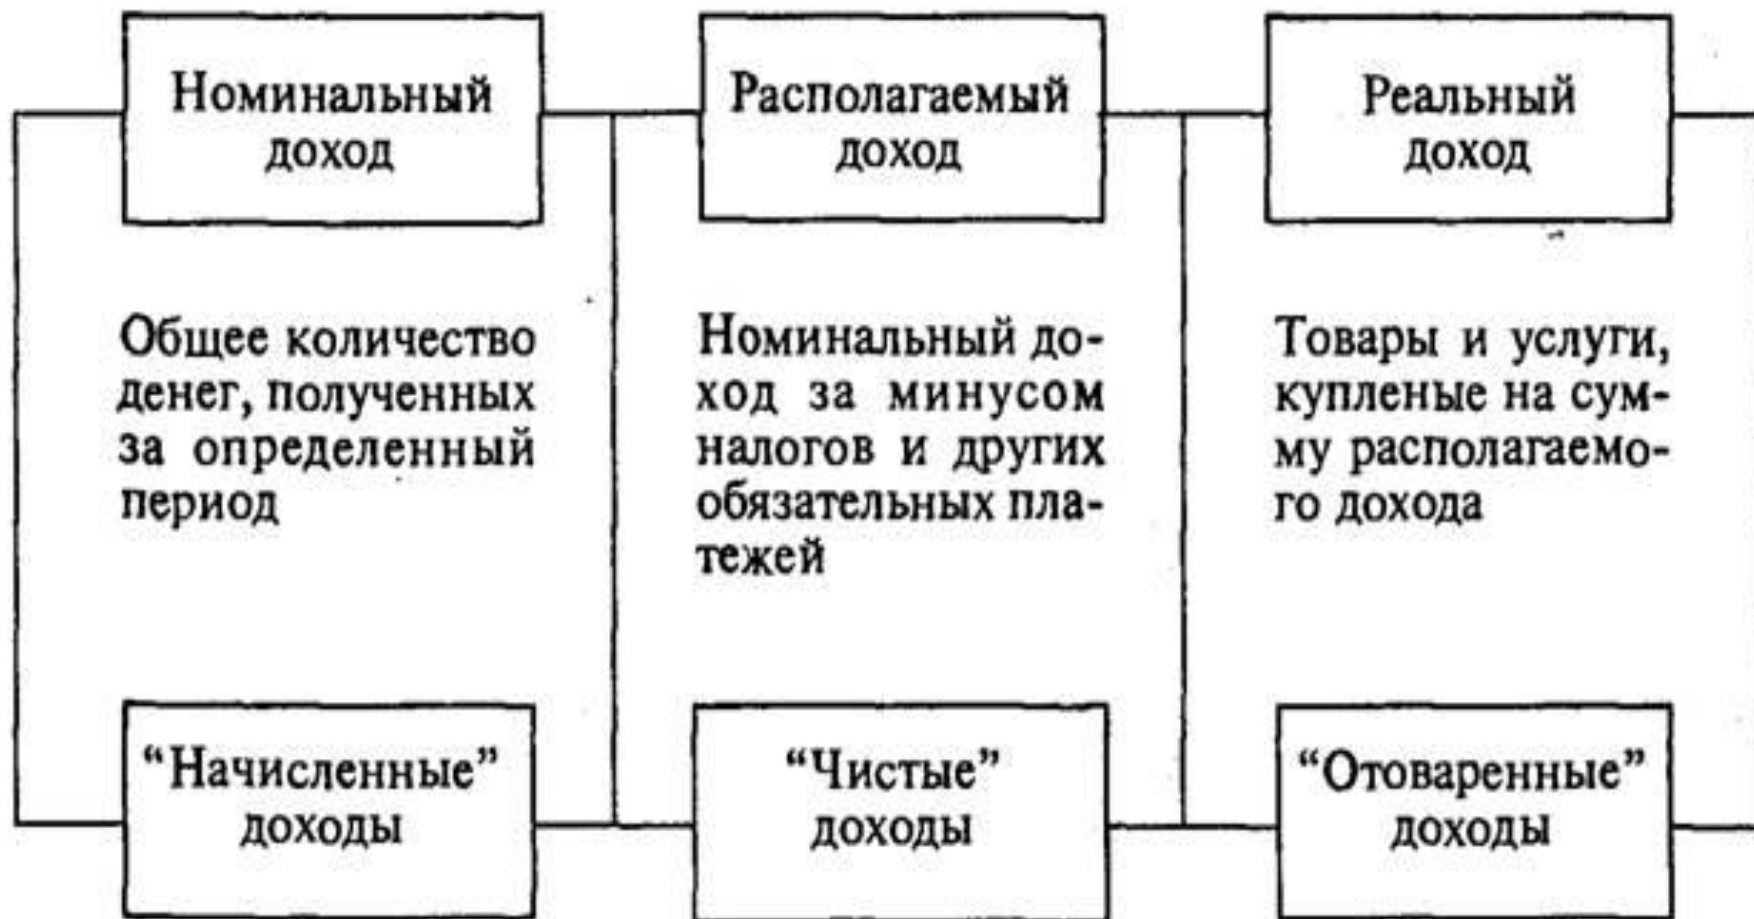 Номинальный
доход
Располагаемый
доход
Реальный
доход
Общее количество
денег, полученных
за определенный
период
Номинальный до-
ход за минусом
налогов и других
обязательных пла-
тежей
Товары и услуги,
купленые на сум-
му располагаемо-
го дохода
“Начисленные”
доходы
“Чистые”
доходы
“Отоваренные”
доходы